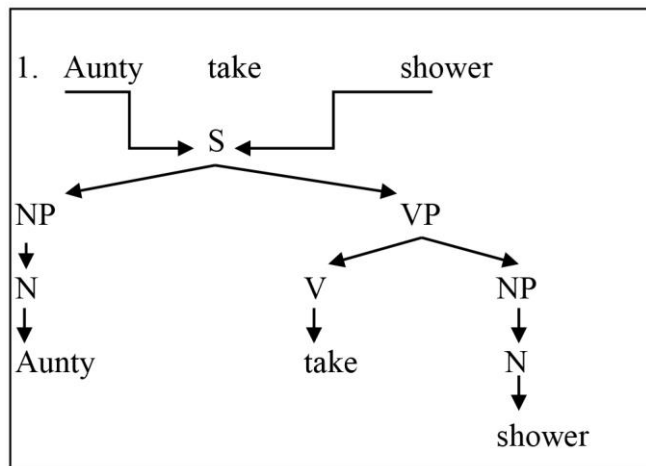 1. Aunty take shower
S
NP VP
N V NP
Aunty take N
shower